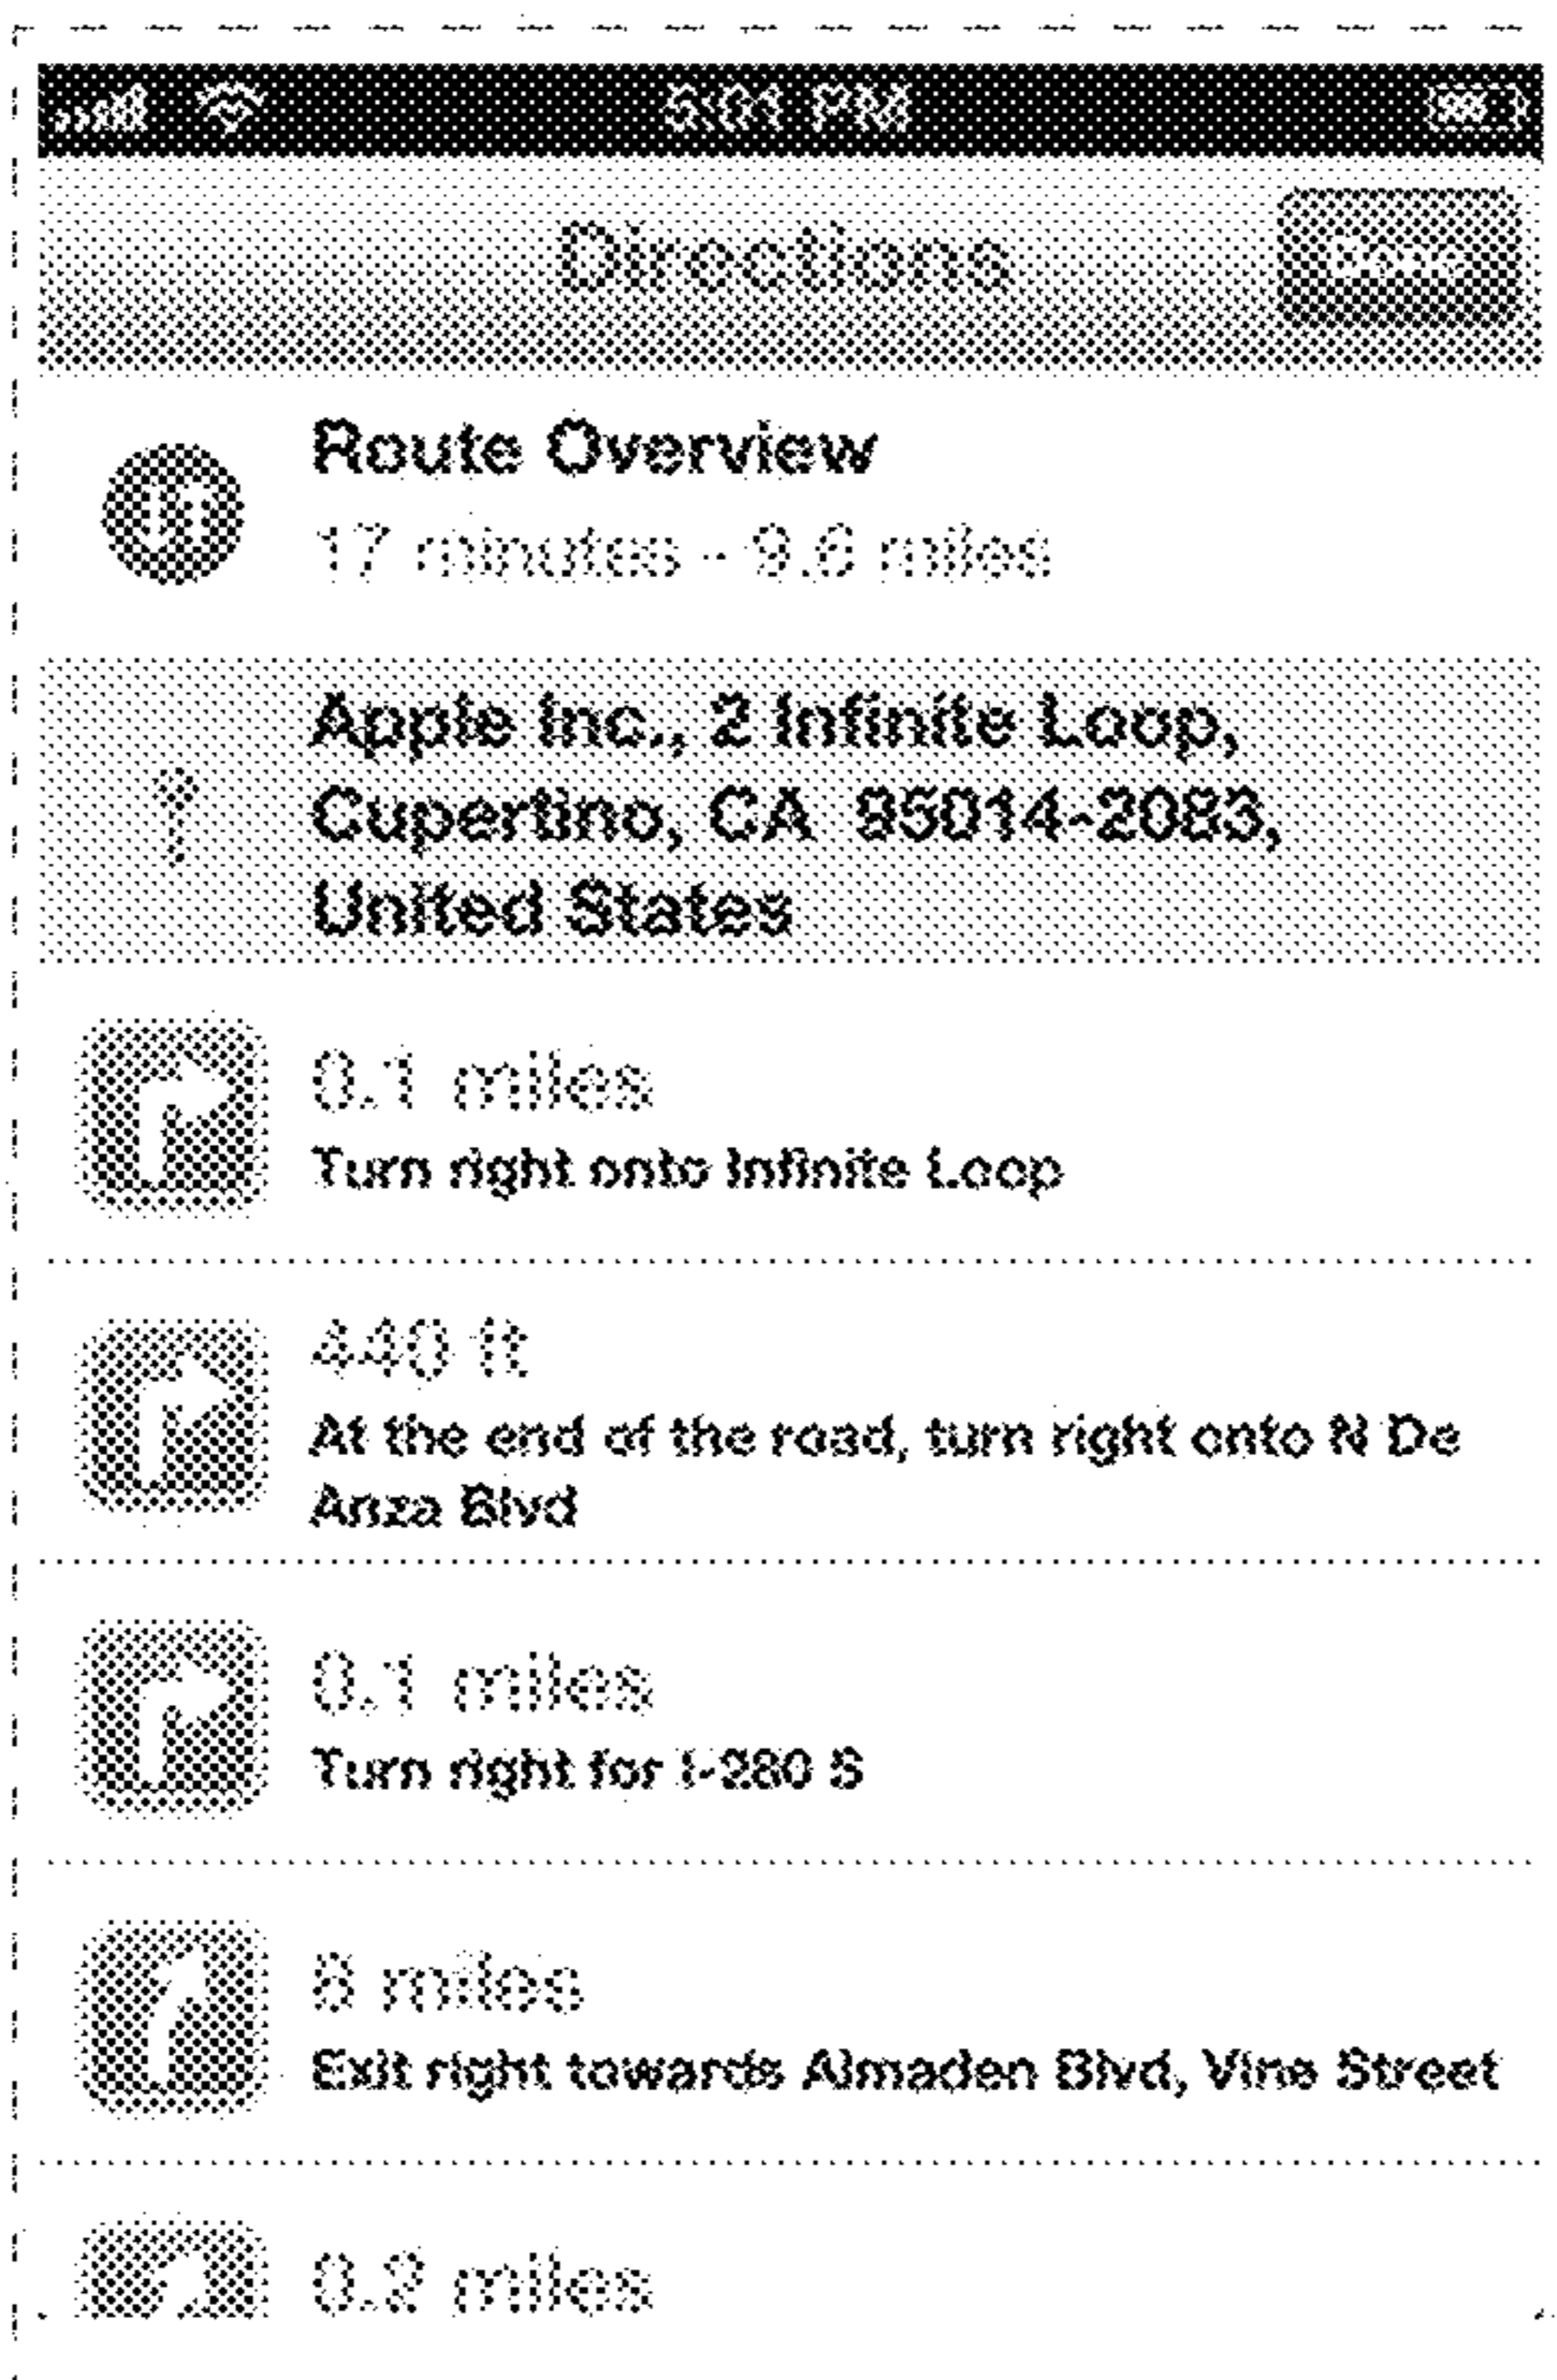 5:01 PM
Directions
Route Overview
17 minutes - 9.6 miles
Apple Inc., 2 Infinite Loop,
Cupertino, CA  95014-2083,
United States
0.1 miles
Turn right onto Infinite Loop
440 ft
At the end of the road, turn right onto N De
Anza Blvd
0.1 miles
Turn right for I-280 S
8 miles
Exit right towards Almaden Blvd, Vine Street
0.2 miles